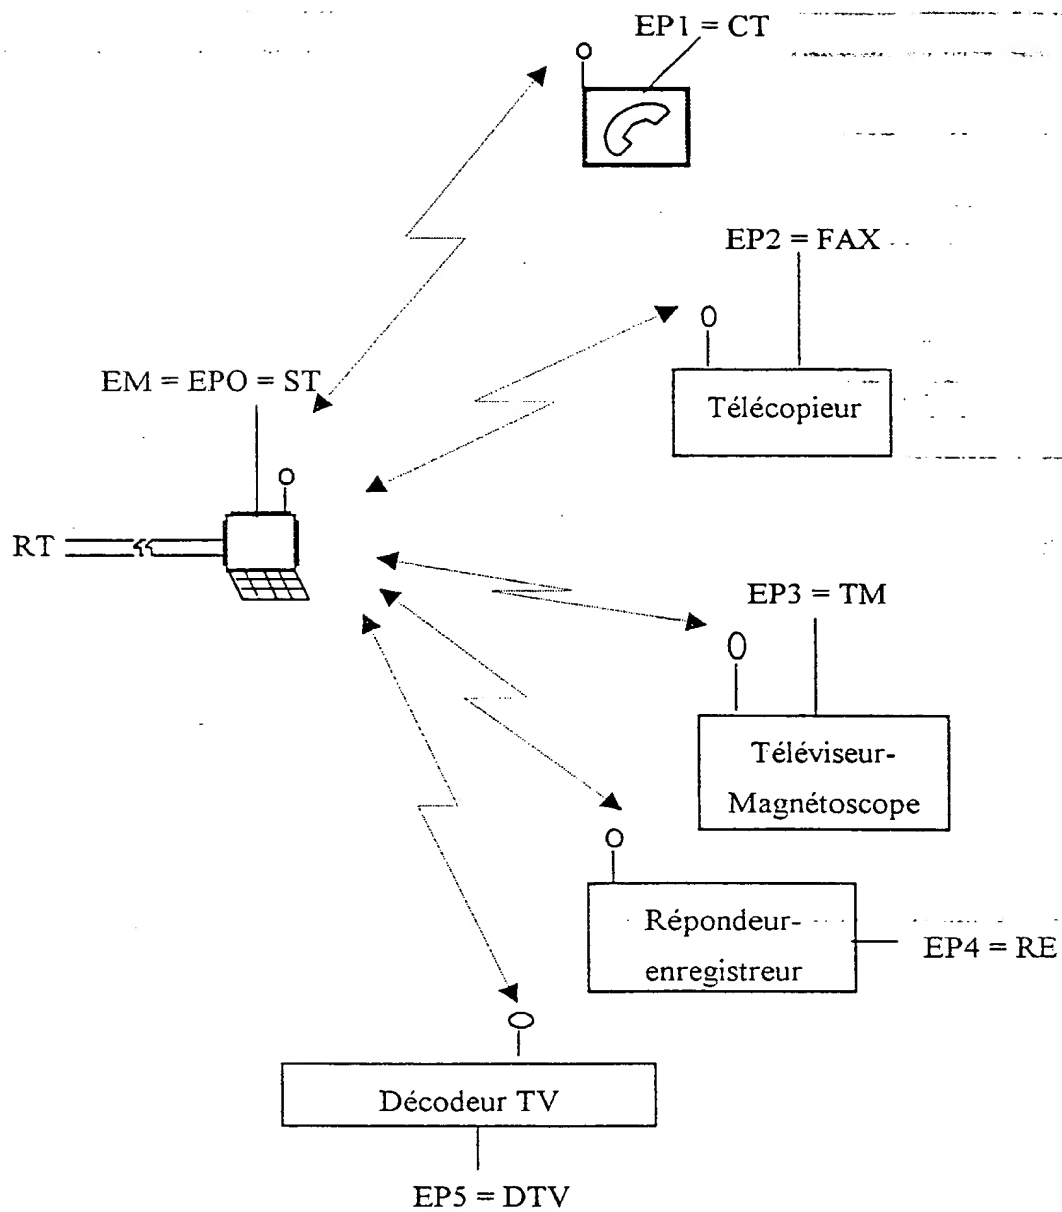 EP1 = CT
EP2 = FAX
Télécopieur
EM = EPO = ST
RT
EP3 = TM
Téléviseur-
Magnétoscope
Répondeur-
enregistreur
EP4 = RE
Décodeur TV
EP5 = DTV